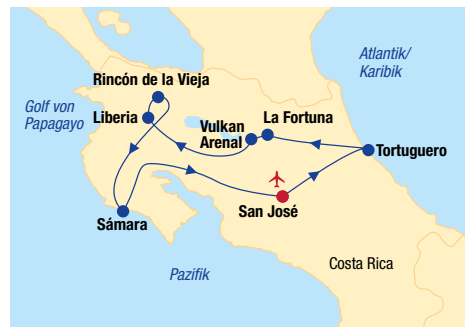 Atlantik/
Karibik
Rincón de la Vieja
Golf von
Papagayo
Liberia
La Fortuna
Vulkan
Arenal
Tortuguero
San José
Sámara
Costa Rica
Pazifik